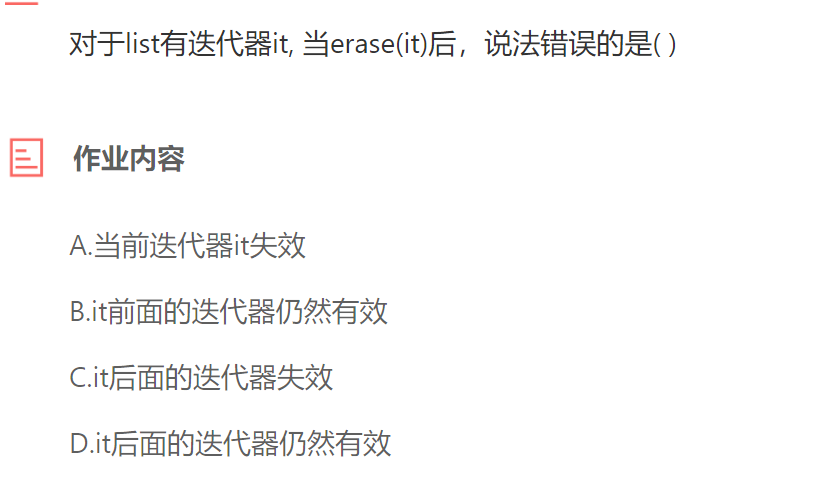 对于list有迭代器it, 当erase(it)后，说法错误的是( )
作业内容
A.当前迭代器it失效
B.it前面的迭代器仍然有效
C.it后面的迭代器失效
D.it后面的迭代器仍然有效